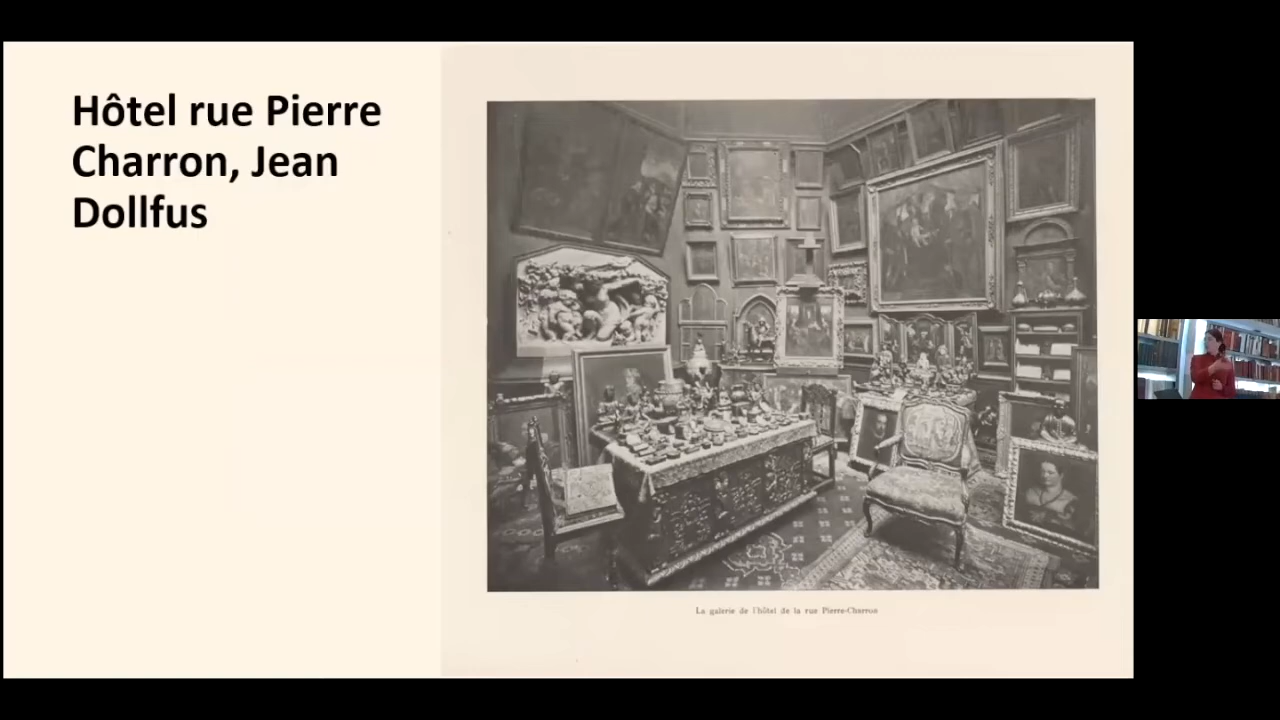 Hôtel rue Pierre
Charron, Jean
Dollfus
La galerie de l'hôtel de la rue Pierre-Charron